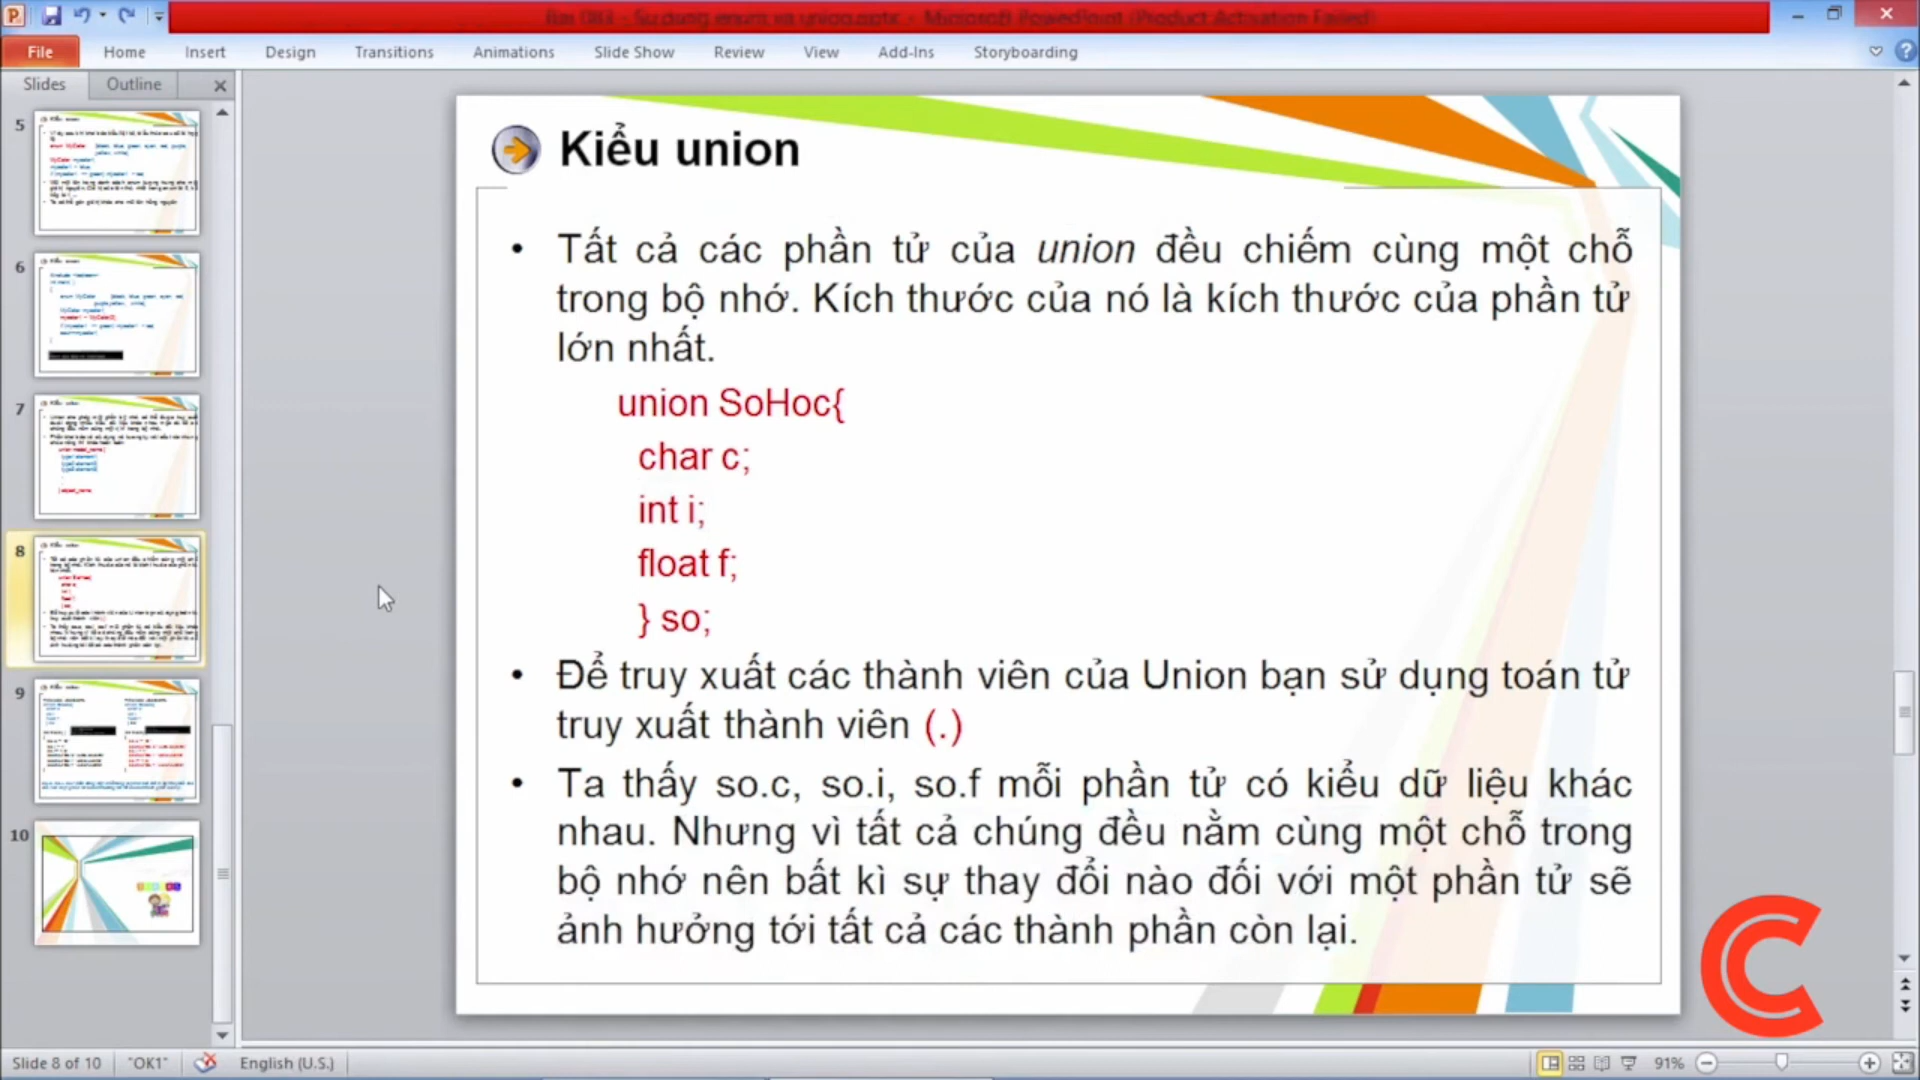 File Home Insert Design Transitions Animations Slide Show Review View Add-Ins Storyboarding
Slides Outline
5
6
7
8
9
10
Kiểu union
• Tất cả các phần tử của union đều chiếm cùng một chỗ
trong bộ nhớ. Kích thước của nó là kích thước của phần tử
lớn nhất.
union SoHoc{
char c;
int i;
float f;
} so;
• Để truy xuất các thành viên của Union bạn sử dụng toán tử
truy xuất thành viên (.)
• Ta thấy so.c, so.i, so.f mỗi phần tử có kiểu dữ liệu khác
nhau. Nhưng vì tất cả chúng đều nằm cùng một chỗ trong
bộ nhớ nên bất kì sự thay đổi nào đối với một phần tử sẽ
ảnh hưởng tới tất cả các thành phần còn lại.
Slide 8 of 10 "OK1" English (U.S.) 91%